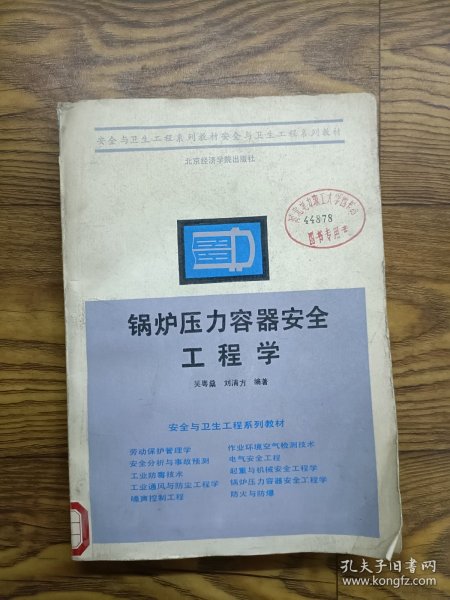 安全与卫生工程系列教材安全与卫生工程系列教材
北京经济学院出版社
44878
图书专用章
锅炉压力容器安全
工程学
吴粤燊 刘清方 编著
安全与卫生工程系列教材
劳动保护管理学
安全分析与事故预测
工业防毒技术
工业通风与防尘工程学
噪声控制工程
作业环境空气检测技术
电气安全工程
起重与机械安全工程学
锅炉压力容器安全工程学
防火与防爆
孔夫子旧书网
www.kongfz.com